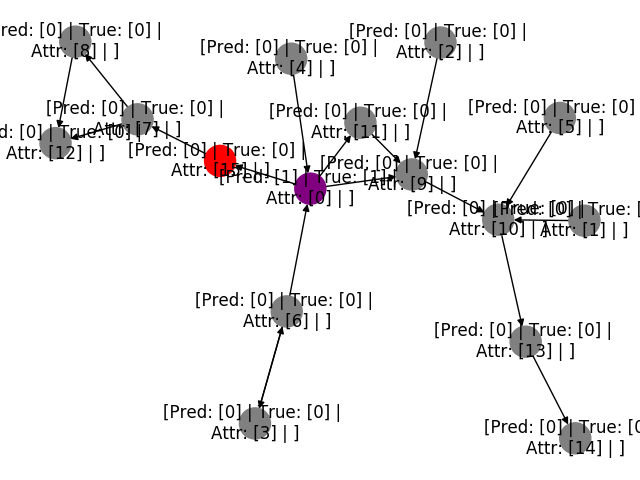 [Pred: [0] | True: [0] |
Attr: [8] | ]
[Pred: [0] | True: [0] |
Attr: [4] | ]
[Pred: [0] | True: [0] |
Attr: [2] | ]
[Pred: [0] | True: [0] |
Attr: [7] | ]
[Pred: [0] | True: [0] |
Attr: [11] | ]
[Pred: [0] | True: [0]
Attr: [5] | ]
[Pred: [0] | True: [0] |
Attr: [12] | ]
[Pred: [0] | True: [0]
Attr:
[Pred: [0] | True: [0] |
Attr: [9] | ]
[Pred: [1] | True: [1]
Attr: [0] | ]
[Pred: [0] | True: [0]
Attr: [10] | ]
[Pred: [0]
Attr: [1] | ]
[Pred: [0] | True: [0] |
Attr: [6] | ]
[Pred: [0] | True: [0] |
Attr: [13] | ]
[Pred: [0] | True: [0] |
Attr: [3] | ]
[Pred: [0] | True: [0]
Attr: [14] | ]